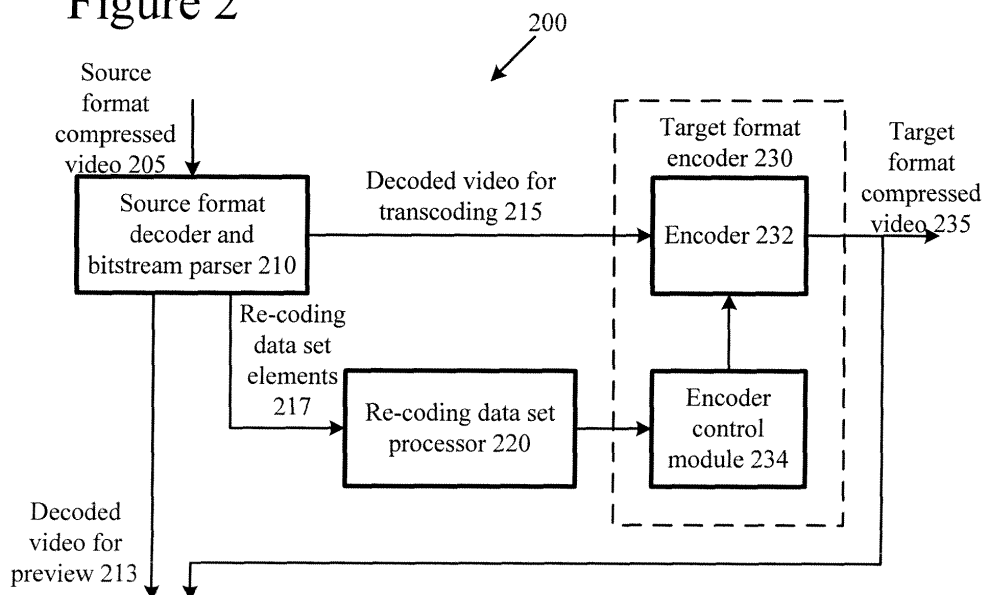 Figure 2
200
Source
format
compressed
video 205
Source format
decoder and
bitstream parser 210
Decoded video for
transcoding 215
Target format
encoder 230
Encoder 232
Target
format
compressed
video 235
Re-coding
data set
elements
217
Re-coding data set
processor 220
Encoder
control
module 234
Decoded
video for
preview 213